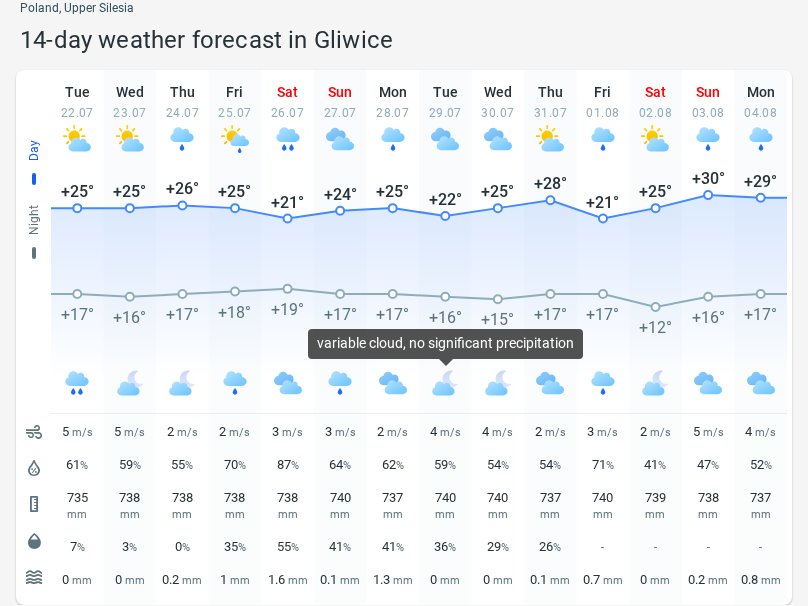 Poland, Upper Silesia
14-day weather forecast in Gliwice
Tue Wed Thu Fri Sat Sun Mon Tue Wed Thu Fri Sat Sun Mon
22.07 23.07 24.07 25.07 26.07 27.07 28.07 29.07 30.07 31.07 01.08 02.08 03.08 04.08
Day
+25° +25° +26° +25° +21° +24° +25° +22° +25° +28° +21° +25° +30° +29°
Night
+17° +16° +17° +18° +19° +17° +17° +16° +15° +17° +17° +12° +16° +17°
variable cloud, no significant precipitation
5 m/s 5 m/s 2 m/s 2 m/s 3 m/s 3 m/s 2 m/s 4 m/s 4 m/s 2 m/s 3 m/s 2 m/s 5 m/s 4 m/s
61% 59% 55% 70% 87% 64% 62% 59% 54% 54% 71% 41% 47% 52%
735 738 738 738 738 740 737 740 740 737 740 739 738 737
mm mm mm mm mm mm mm mm mm mm mm mm mm mm
7% 3% 0% 35% 55% 41% 41% 36% 29% 26% - - - -
0 mm 0 mm 0.2 mm 1 mm 1.6 mm 0.1 mm 1.3 mm 0 mm 0 mm 0.1 mm 0.7 mm 0 mm 0.2 mm 0.8 mm